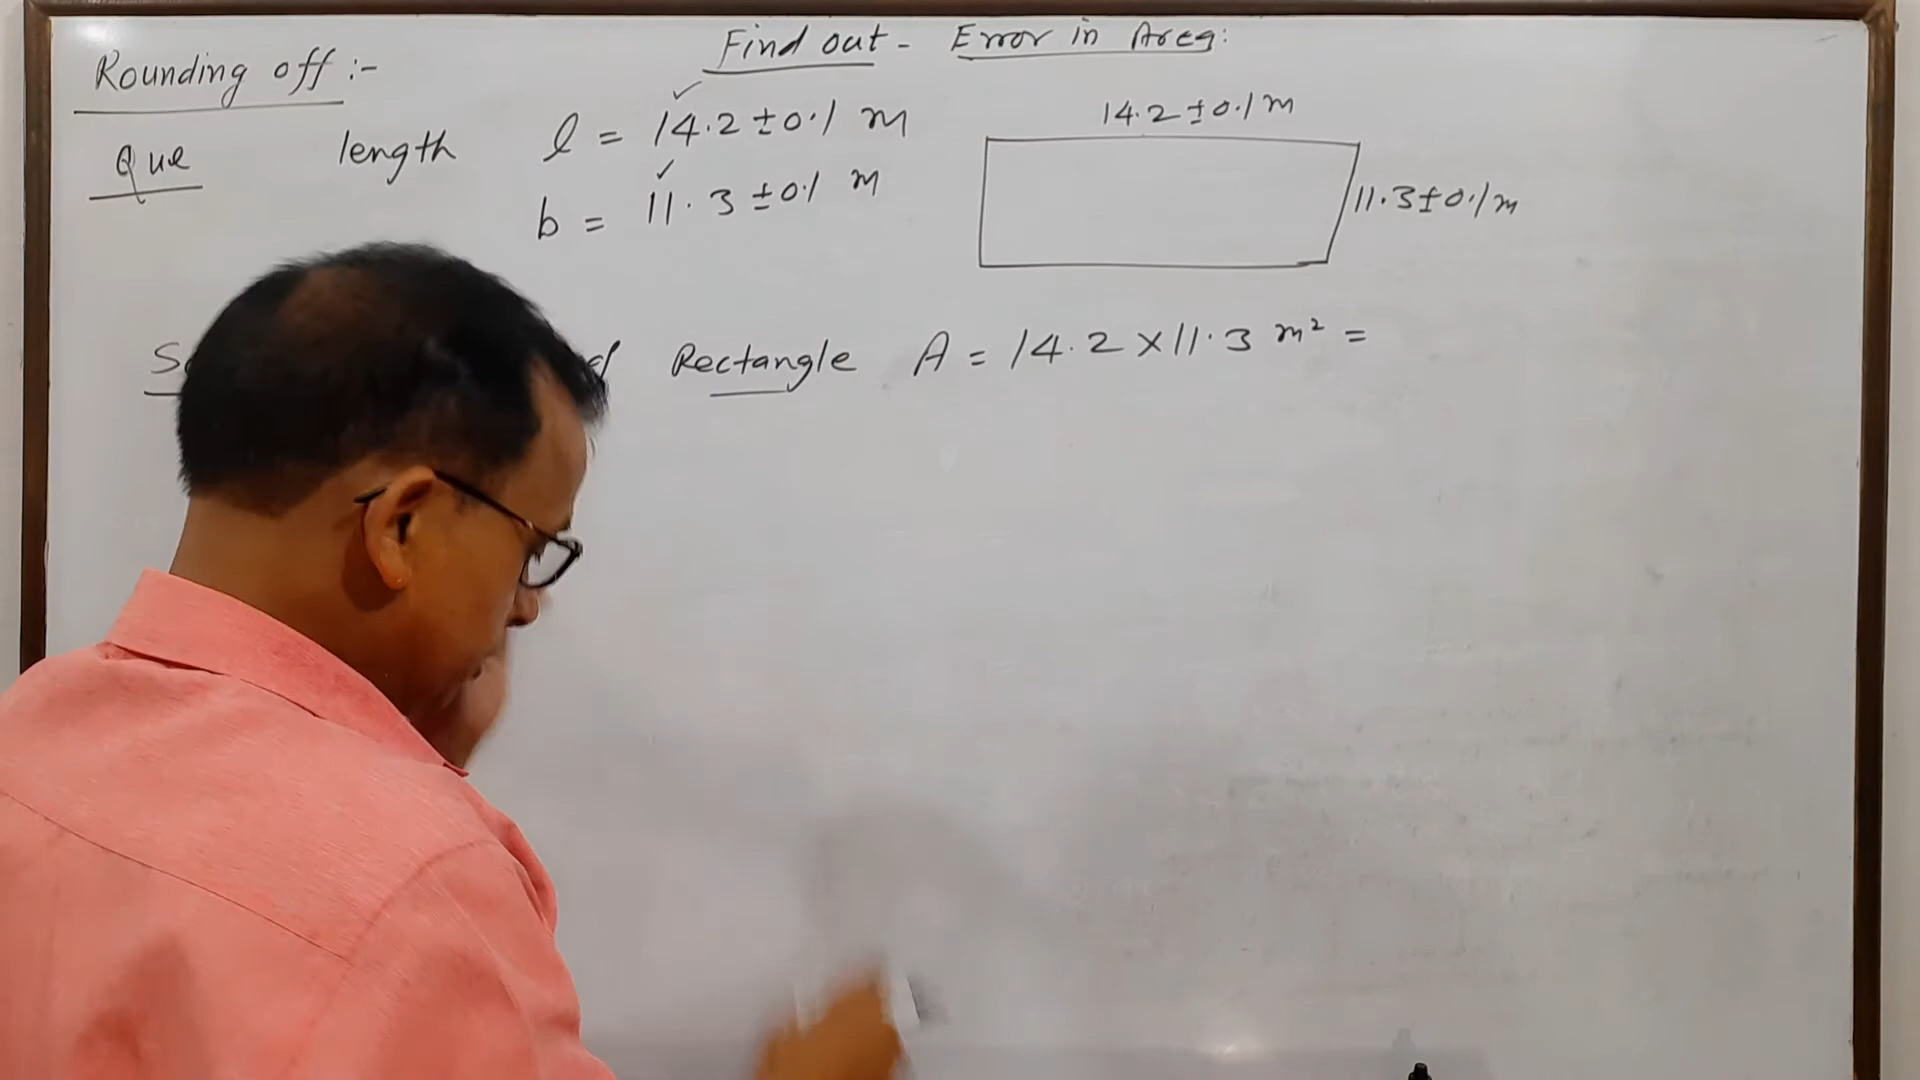 Rounding off :-
Find out - Error in Area:
Que length l = 14.2 ± 0.1 m
b = 11.3 ± 0.1 m
14.2 ± 0.1 m
11.3 ± 0.1 m
Rectangle A = 14.2 × 11.3 m² =